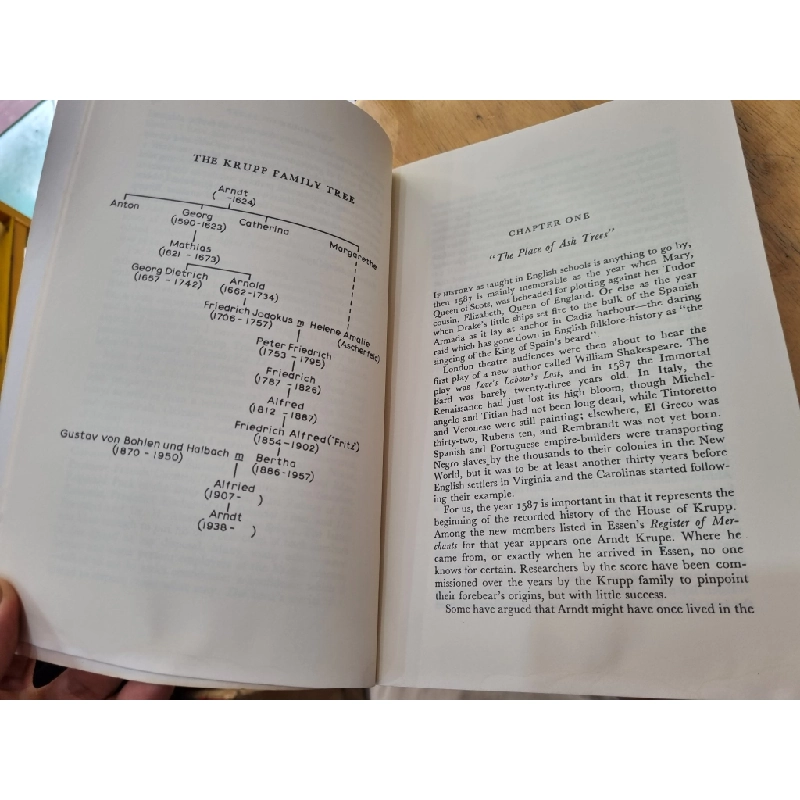 THE KRUPP FAMILY TREE
Arndt
( -1624)
Anton Georg Catherina Margarethe
(1590-1623)
Mathias
(1621 - 1673)
Georg Dietrich Arnold
(1657 - 1742) (1662-1734)
Friedrich Jodokus m Helene Amalie
(1706 - 1757) (Ascherfeld)
Peter Friedrich
(1753 - 1795)
Friedrich
(1787 - 1826)
Alfred
(1812 - 1887)
Friedrich Alfred ('Fritz')
(1854 - 1902)
Gustav von Bohlen und Halbach m Bertha
(1870 - 1950) (1886-1957)
Alfried
(1907- )
Arndt
(1938- )
CHAPTER ONE
"The Place of Ash Trees"
IF HISTORY as taught in English schools is anything to go by,
then 1587 is mainly memorable as the year when Mary,
Queen of Scots, was beheaded for plotting against her Tudor
cousin, Elizabeth, Queen of England. Or else as the year
when Drake's little ships set fire to the bulk of the Spanish
Armada as it lay at anchor in Cadiz harbour—the daring
raid which has gone down in English folklore-history as "the
singeing of the King of Spain's beard".
London theatre audiences were then about to hear the
first play of a new author called William Shakespeare. The
play was Love's Labour's Lost, and in 1587 the Immortal
Bard was barely twenty-three years old. In Italy, the
Renaissance had just lost its high bloom, though Michel-
angelo and Titian had not been long dead, while Tintoretto
and Veronese were still painting; elsewhere, El Greco was
thirty-two, Rubens ten, and Rembrandt was not yet born.
Spanish and Portuguese empire-builders were transporting
Negro slaves by the thousands to their colonies in the New
World, but it was to be at least another thirty years before
English settlers in Virginia and the Carolinas started follow-
ing their example.
For us, the year 1587 is important in that it represents the
beginning of the recorded history of the House of Krupp.
Among the new members listed in Essen's Register of Mer-
chants for that year appears one Arndt Krupe. Where he
came from, or exactly when he arrived in Essen, no one
knows for certain. Researchers by the score have been com-
missioned over the years by the Krupp family to pinpoint
their forebear's origins, but with little success.
Some have argued that Arndt might have once lived in the